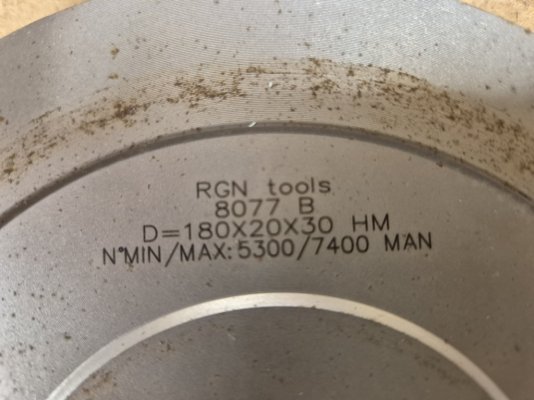 RGN tools
8077 B
D=180X20X30 HM
N°MIN/MAX:5300/7400 MAN